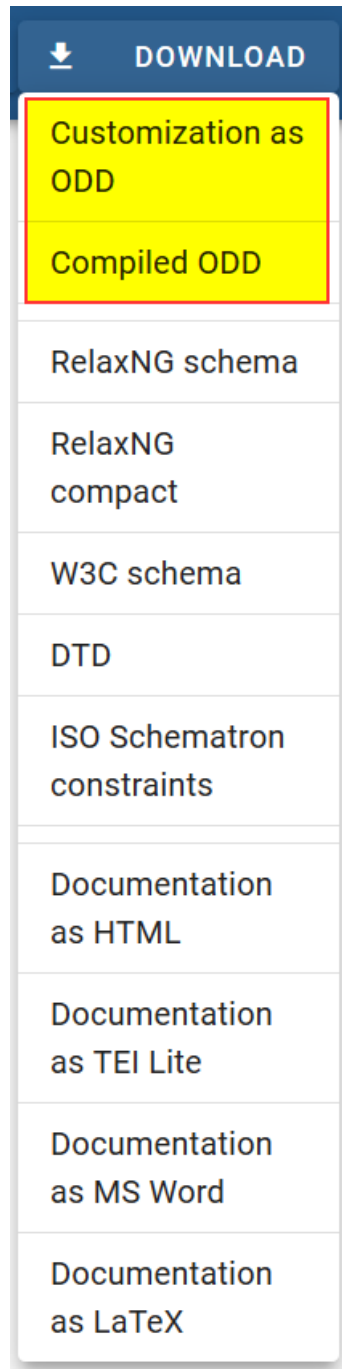 DOWNLOAD
Customization as
ODD
Compiled ODD
RelaxNG schema
RelaxNG
compact
W3C schema
DTD
ISO Schematron
constraints
Documentation
as HTML
Documentation
as TEI Lite
Documentation
as MS Word
Documentation
as LaTeX